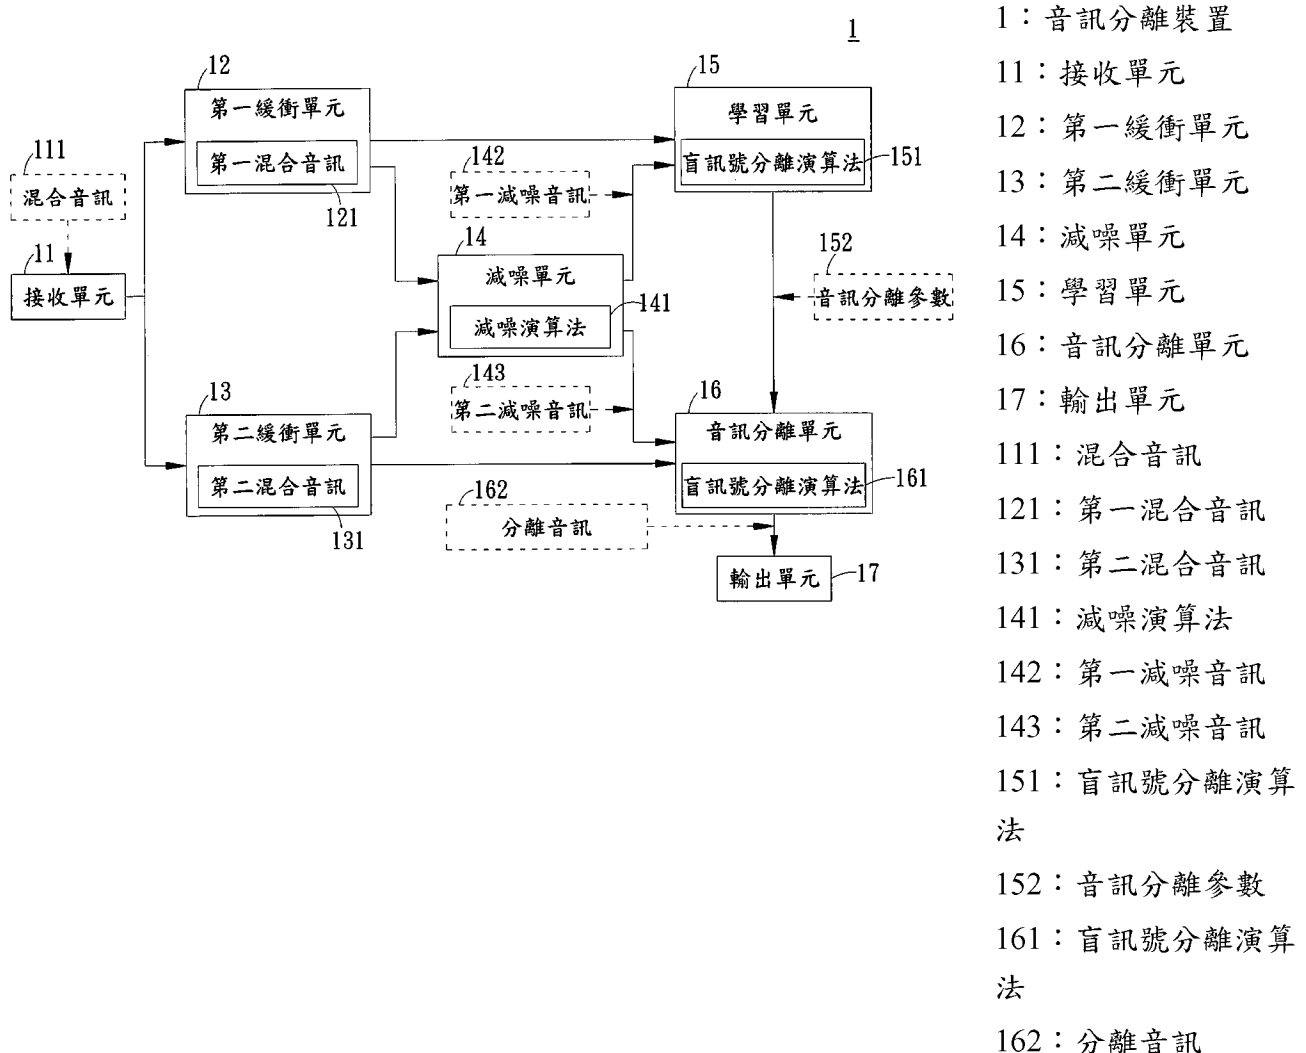 1
12
第一緩衝單元
第一混合音訊
121
15
學習單元
盲訊號分離演算法
151
111
混合音訊
142
第一減噪音訊
11
接收單元
14
減噪單元
減噪演算法
141
152
音訊分離參數
143
第二減噪音訊
13
第二緩衝單元
第二混合音訊
131
16
音訊分離單元
盲訊號分離演算法
161
162
分離音訊
輸出單元
17
1：音訊分離裝置
11：接收單元
12：第一緩衝單元
13：第二緩衝單元
14：減噪單元
15：學習單元
16：音訊分離單元
17：輸出單元
111：混合音訊
121：第一混合音訊
131：第二混合音訊
141：減噪演算法
142：第一減噪音訊
143：第二減噪音訊
151：盲訊號分離演算
法
152：音訊分離參數
161：盲訊號分離演算
法
162：分離音訊